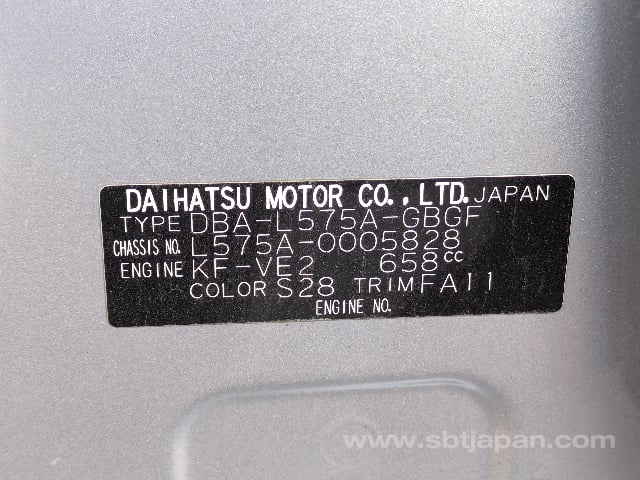 DAIHATSU MOTOR CO.,LTD. JAPAN
TYPE DBA-L575A-GBGF
CHASSIS NO. L575A-0005828
ENGINE KF-VE2 658cc
COLOR S28 TRIM FA11
ENGINE NO.
www.sbtjapan.com